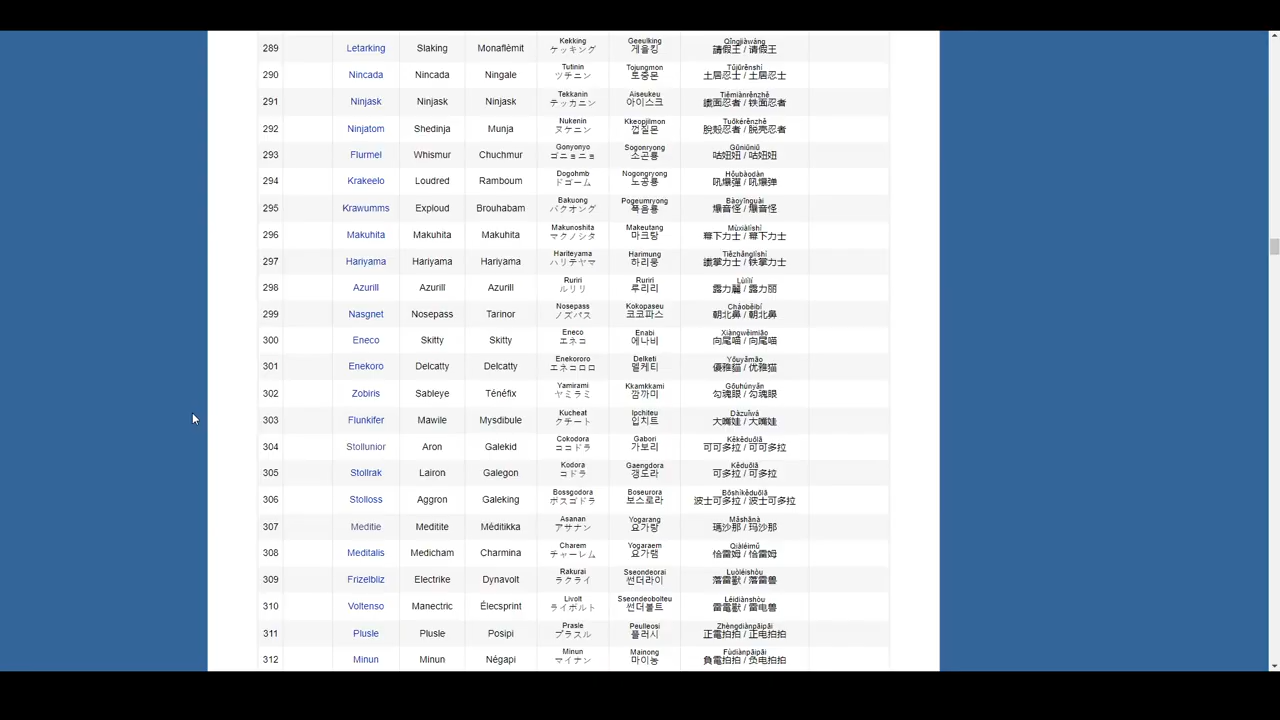 289 Letarking Slaking Monaflèmit Kekking Geeulking Qǐngjiàwáng
ケッキング 게을킹 請假王 / 请假王
290 Nincada Nincada Ningale Tutinin Tojungmon Tǔjūrěnshì
ツチニン 토중몬 土居忍士 / 土居忍士
291 Ninjask Ninjask Ninjask Tekkanin Aiseukeu Tiěmiànrěnzhě
テッカニン 아이스크 鐵面忍者 / 铁面忍者
292 Ninjatom Shedinja Munja Nukenin Kkeopjilmon Tuōkérěnzhě
ヌケニン 껍질몬 脫殼忍者 / 脱壳忍者
293 Flurmel Whismur Chuchmur Gonyonyo Sogonryong Gūniūniū
ゴニョニョ 소곤룡 咕妞妞 / 咕妞妞
294 Krakeelo Loudred Ramboum Dogohmb Nogongryong Hǒubàodàn
ドゴーム 노공룡 吼爆彈 / 吼爆弹
295 Krawumms Exploud Brouhabam Bakuong Pogeumryong Bàoyīnguài
バクオング 폭음룡 爆音怪 / 爆音怪
296 Makuhita Makuhita Makuhita Makunoshita Makeutang Mùxiàlìshì
マクノシタ 마크탕 幕下力士 / 幕下力士
297 Hariyama Hariyama Hariyama Hariteyama Harimung Tiězhǎnglìshì
ハリテヤマ 하리뭉 鐵掌力士 / 铁掌力士
298 Azurill Azurill Azurill Ruriri Ruriri Lùlìlì
ルリリ 루리리 露力麗 / 露力丽
299 Nasgnet Nosepass Tarinor Nosepass Kokopaseu Cháoběibí
ノズパス 코코파스 朝北鼻 / 朝北鼻
300 Eneco Skitty Skitty Eneco Enabi Xiàngwěimiāo
エネコ 에나비 向尾喵 / 向尾喵
301 Enekoro Delcatty Delcatty Enekororo Delketi Yōuyǎmāo
エネコロロ 델케티 優雅猫 / 优雅猫
302 Zobiris Sableye Ténéfix Yamirami Kkamkkami Gōuhúnyǎn
ヤミラミ 깜까미 勾魂眼 / 勾魂眼
303 Flunkifer Mawile Mysdibule Kucheat Ipchiteu Dàzuǐwá
クチート 입치트 大嘴娃 / 大嘴娃
304 Stollunior Aron Galekid Cokodora Gabori Kěkěduōlā
ココドラ 가보리 可可多拉 / 可可多拉
305 Stollrak Lairon Galegon Kodora Gaengdora Kěduōlā
コドラ 갱도라 可多拉 / 可多拉
306 Stolloss Aggron Galeking Bossgodora Boseurora Bōshìkěduōlā
ボスゴドラ 보스로라 波士可多拉 / 波士可多拉
307 Meditie Meditite Méditikka Asanan Yogarang Mǎshānà
アサナン 요가랑 瑪沙那 / 玛沙那
308 Meditalis Medicham Charmina Charem Yogaraem Qiàléimǔ
チャーレム 요가램 恰雷姆 / 恰雷姆
309 Frizelbliz Electrike Dynavolt Rakurai Sseondeorai Luòléishòu
ラクライ 썬더라이 落雷獸 / 落雷兽
310 Voltenso Manectric Élecsprint Livolt Sseondeobolteu Léidiànshòu
ライボルト 썬더볼트 雷電獸 / 雷电兽
311 Plusle Plusle Posipi Prasle Peulleosi Zhèngdiànpāipāi
プラスル 플러시 正電拍拍 / 正电拍拍
312 Minun Minun Négapi Minun Mainong Fùdiànpāipāi
マイナン 마이농 負電拍拍 / 负电拍拍